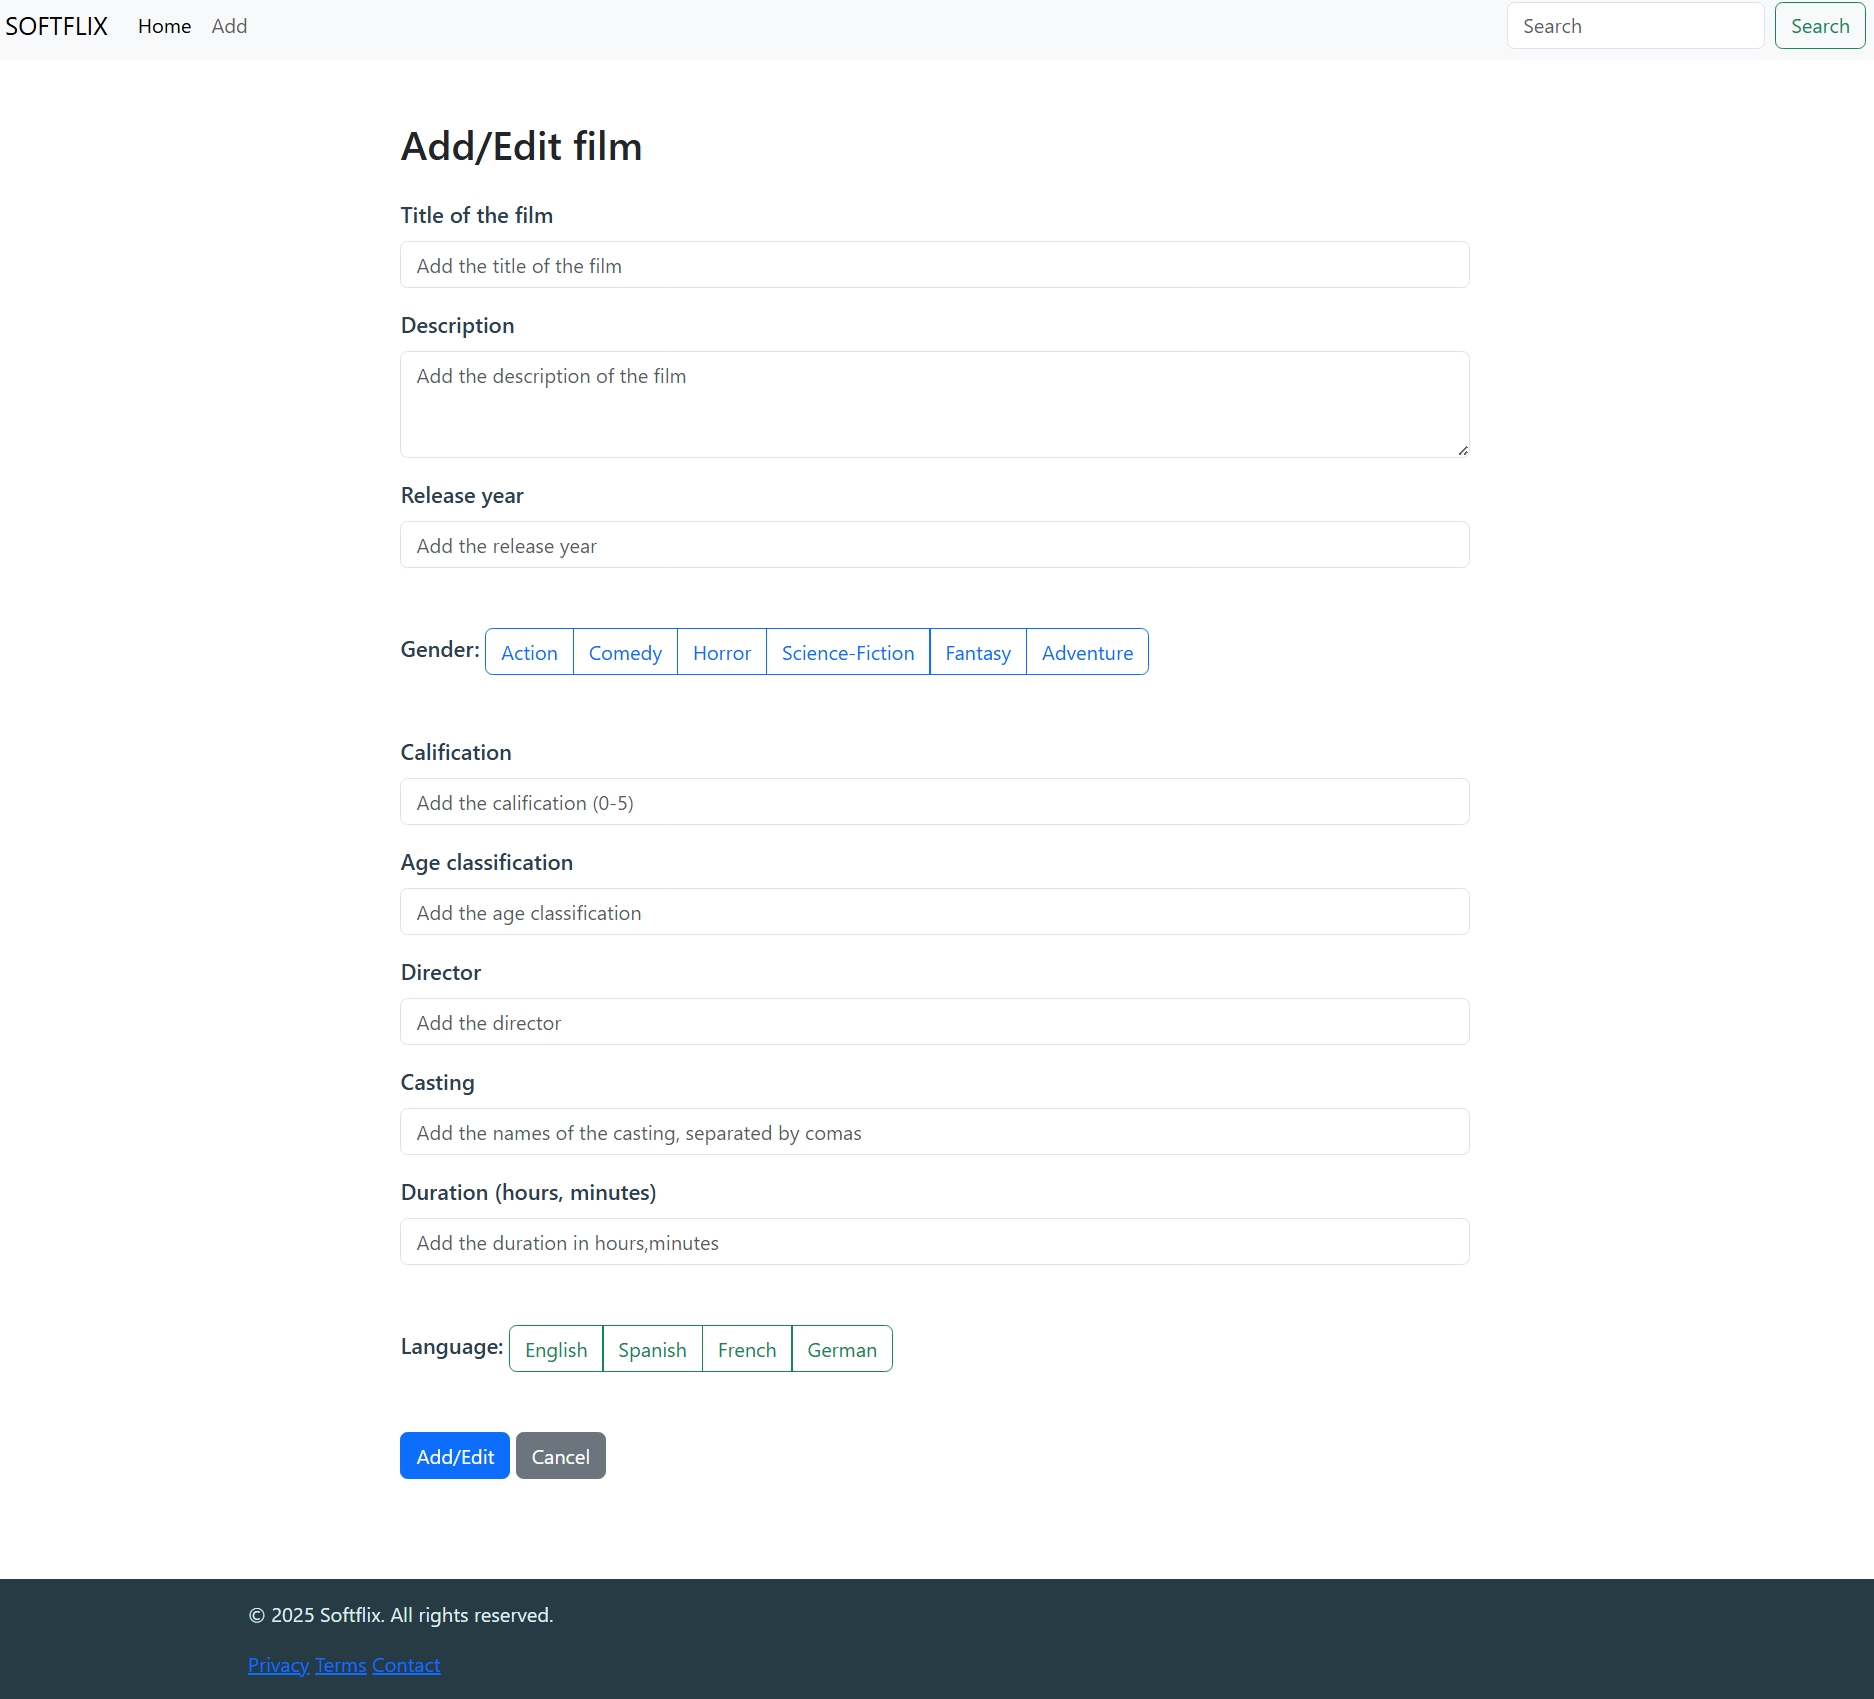 SOFTFLIX Home Add Search Search
Add/Edit film
Title of the film
Add the title of the film
Description
Add the description of the film
Release year
Add the release year
Gender: Action Comedy Horror Science-Fiction Fantasy Adventure
Calification
Add the calification (0-5)
Age classification
Add the age classification
Director
Add the director
Casting
Add the names of the casting, separated by comas
Duration (hours, minutes)
Add the duration in hours,minutes
Language: English Spanish French German
Add/Edit Cancel
© 2025 Softflix. All rights reserved.
Privacy Terms Contact